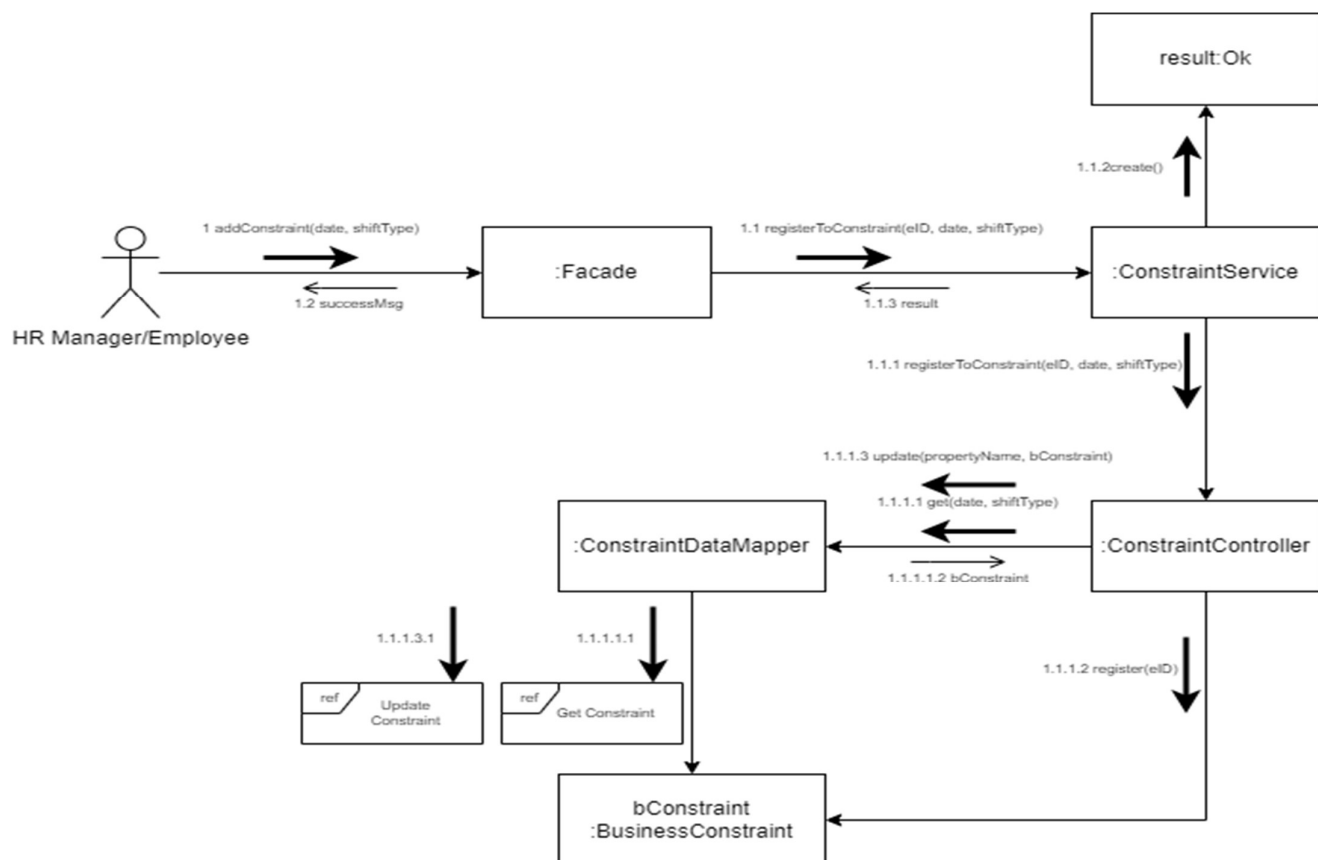 result:Ok
1.1.2create()
1 addConstraint(date, shiftType)
1.1 registerToConstraint(eID, date, shiftType)
:Facade
:ConstraintService
1.2 successMsg
1.1.3 result
HR Manager/Employee
1.1.1 registerToConstraint(eID, date, shiftType)
1.1.1.3 update(propertyName, bConstraint)
1.1.1.1 get(date, shiftType)
:ConstraintDataMapper
:ConstraintController
1.1.1.1.2 bConstraint
1.1.1.3.1
1.1.1.1.1
1.1.1.2 register(eID)
ref
Update
Constraint
ref
Get Constraint
bConstraint
:BusinessConstraint